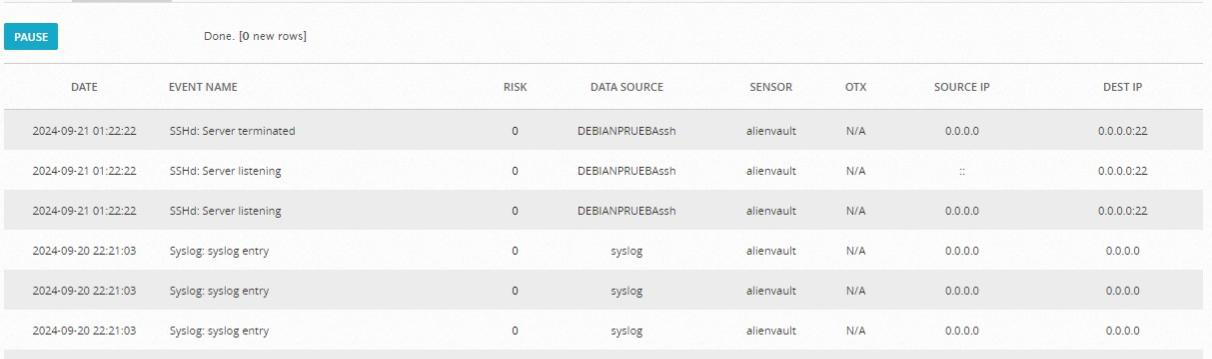 PAUSE Done. [0 new rows]
DATE EVENT NAME RISK DATA SOURCE SENSOR OTX SOURCE IP DEST IP
2024-09-21 01:22:22 SSHd: Server terminated 0 DEBIANPRUEBAssh alienvault N/A 0.0.0.0 0.0.0.0:22
2024-09-21 01:22:22 SSHd: Server listening 0 DEBIANPRUEBAssh alienvault N/A :: 0.0.0.0:22
2024-09-21 01:22:22 SSHd: Server listening 0 DEBIANPRUEBAssh alienvault N/A 0.0.0.0 0.0.0.0:22
2024-09-20 22:21:03 Syslog: syslog entry 0 syslog alienvault N/A 0.0.0.0 0.0.0.0
2024-09-20 22:21:03 Syslog: syslog entry 0 syslog alienvault N/A 0.0.0.0 0.0.0.0
2024-09-20 22:21:03 Syslog: syslog entry 0 syslog alienvault N/A 0.0.0.0 0.0.0.0